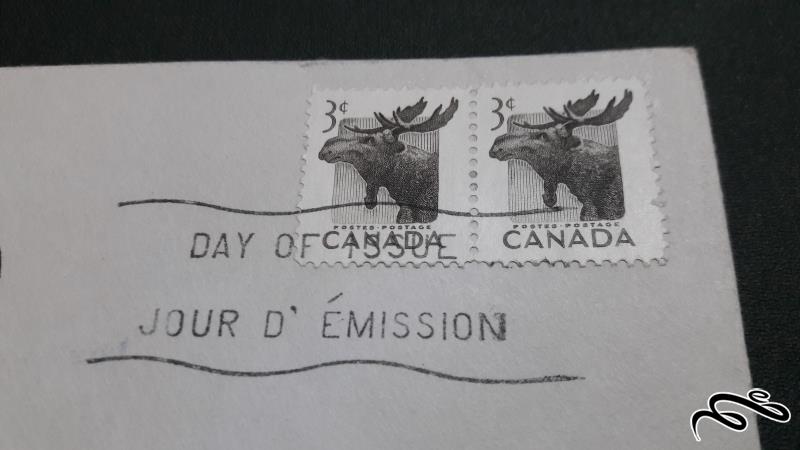 3¢ 3¢
POSTES-POSTAGE POSTES-POSTAGE
CANADA CANADA
DAY OF ISSUE
JOUR D' ÉMISSION